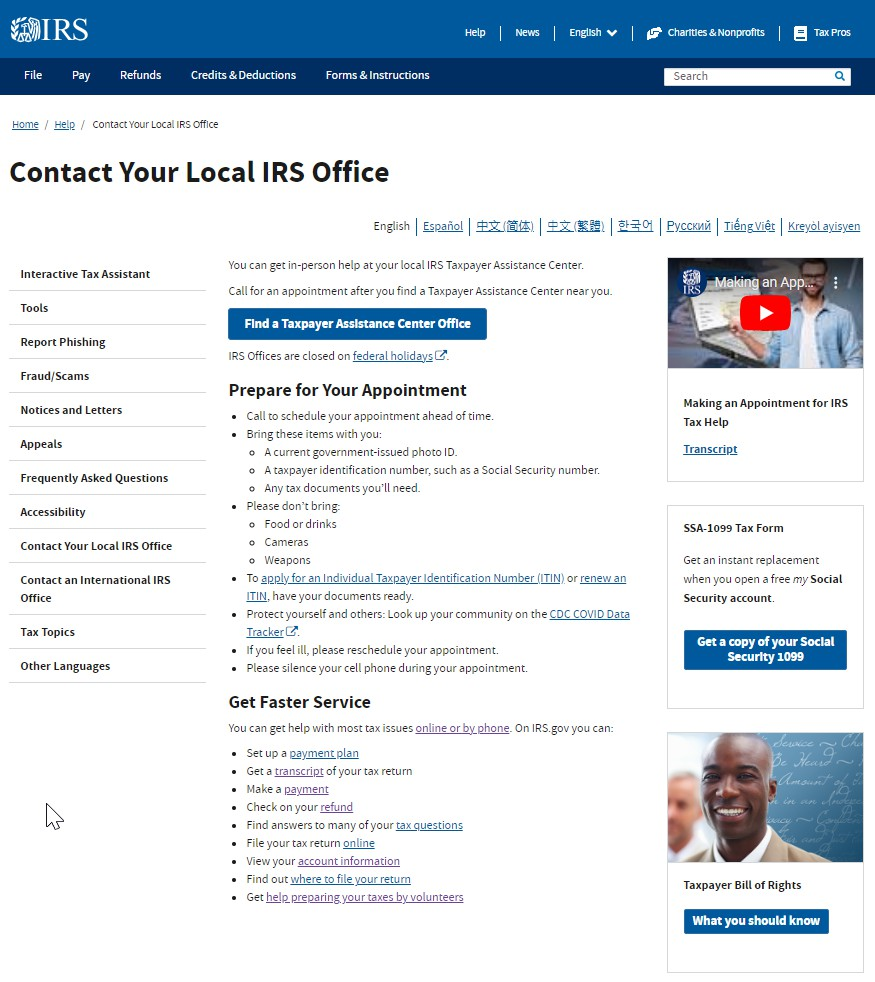 IRS
Help
News
English
Charities & Nonprofits
Tax Pros
File
Pay
Refunds
Credits & Deductions
Forms & Instructions
Search
Home / Help / Contact Your Local IRS Office
Contact Your Local IRS Office
English
Español
中文 (简体)
中文 (繁體)
한국어
Русский
Tiếng Việt
Kreyòl ayisyen
Interactive Tax Assistant
Tools
Report Phishing
Fraud/Scams
Notices and Letters
Appeals
Frequently Asked Questions
Accessibility
Contact Your Local IRS Office
Contact an International IRS
Office
Tax Topics
Other Languages
You can get in-person help at your local IRS Taxpayer Assistance Center.
Call for an appointment after you find a Taxpayer Assistance Center near you.
Find a Taxpayer Assistance Center Office
IRS Offices are closed on federal holidays.
Prepare for Your Appointment
Call to schedule your appointment ahead of time.
Bring these items with you:
A current government-issued photo ID.
A taxpayer identification number, such as a Social Security number.
Any tax documents you'll need.
Please don't bring:
Food or drinks
Cameras
Weapons
To apply for an Individual Taxpayer Identification Number (ITIN) or renew an
ITIN, have your documents ready.
Protect yourself and others: Look up your community on the CDC COVID Data
Tracker.
If you feel ill, please reschedule your appointment.
Please silence your cell phone during your appointment.
Get Faster Service
You can get help with most tax issues online or by phone. On IRS.gov you can:
Set up a payment plan
Get a transcript of your tax return
Make a payment
Check on your refund
Find answers to many of your tax questions
File your tax return online
View your account information
Find out where to file your return
Get help preparing your taxes by volunteers
IRS
Making an App...
Making an Appointment for IRS
Tax Help
Transcript
SSA-1099 Tax Form
Get an instant replacement
when you open a free my Social
Security account.
Get a copy of your Social
Security 1099
Service ~ Cha
Be Heard ~
Amount of
in an
Taxpayer Bill of Rights
What you should know